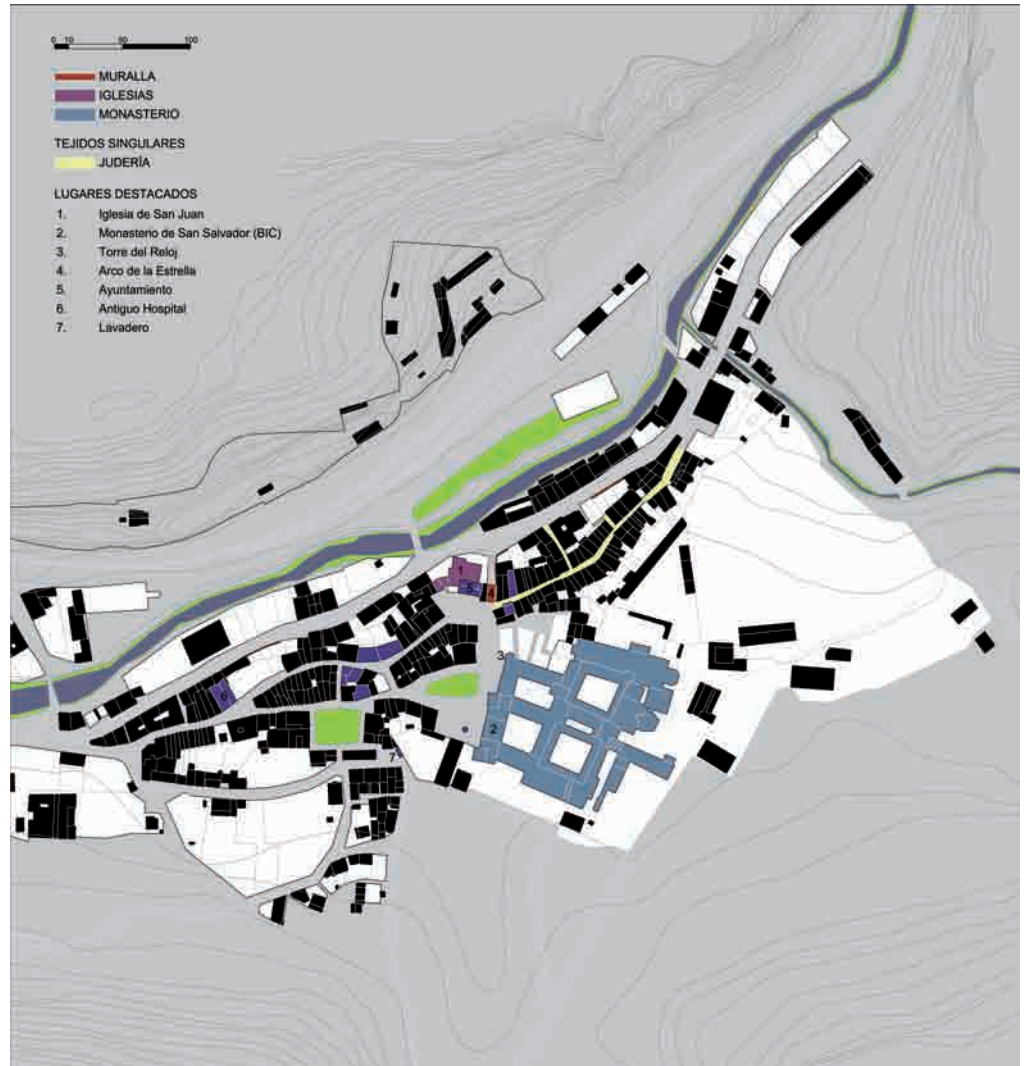 0 10 50 100
MURALLA
IGLESIAS
MONASTERIO
TEJIDOS SINGULARES
JUDERÍA
LUGARES DESTACADOS
1. Iglesia de San Juan
2. Monasterio de San Salvador (BIC)
3. Torre del Reloj
4. Arco de la Estrella
5. Ayuntamiento
6. Antiguo Hospital
7. Lavadero
1
5
4
3
6
2
7